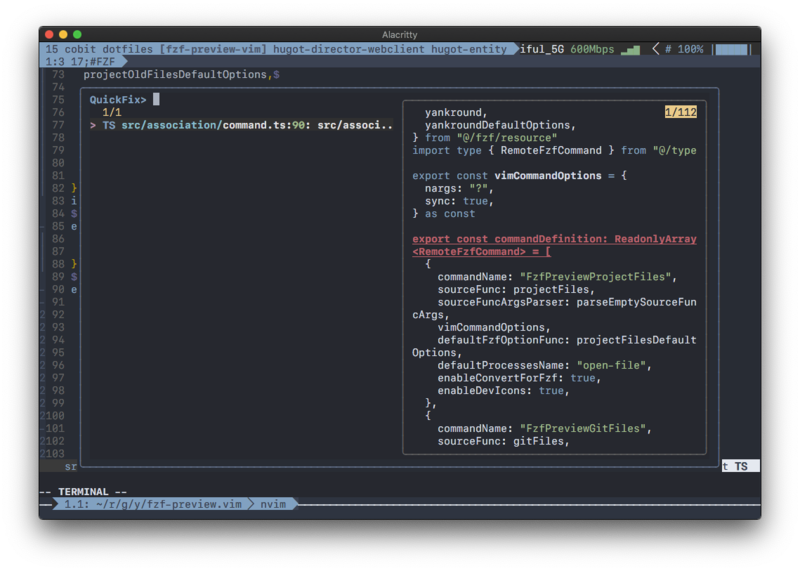 Alacritty
15 cobit dotfiles [fzf-preview-vim] hugot-director-webclient hugot-entity iful_5G 600Mbps # 100%
1:3 17;#FZF
73 projectOldFilesDefaultOptions,$
74
75 QuickFix>
76 1/1
77 > TS src/association/command.ts:90: src/associ..
78
79
80
81
82 }
83 i
84 $
85 e
86
87
88 }
89 $
90 e
91
2 92
2 93
2 94
2 95
2 96
2 97
2 98
2 99
2100
-101
2102
2103
1/112
yankround,
yankroundDefaultOptions,
} from "@/fzf/resource"
import type { RemoteFzfCommand } from "@/type
export const vimCommandOptions = {
nargs: "?",
sync: true,
} as const
export const commandDefinition: ReadonlyArray
<RemoteFzfCommand> = [
{
commandName: "FzfPreviewProjectFiles",
sourceFunc: projectFiles,
sourceFuncArgsParser: parseEmptySourceFun
cArgs,
vimCommandOptions,
defaultFzfOptionFunc: projectFilesDefault
Options,
defaultProcessesName: "open-file",
enableConvertForFzf: true,
enableDevIcons: true,
},
{
commandName: "FzfPreviewGitFiles",
sourceFunc: gitFiles,
sr t TS
-- TERMINAL --
1.1: ~/r/g/y/fzf-preview.vim > nvim